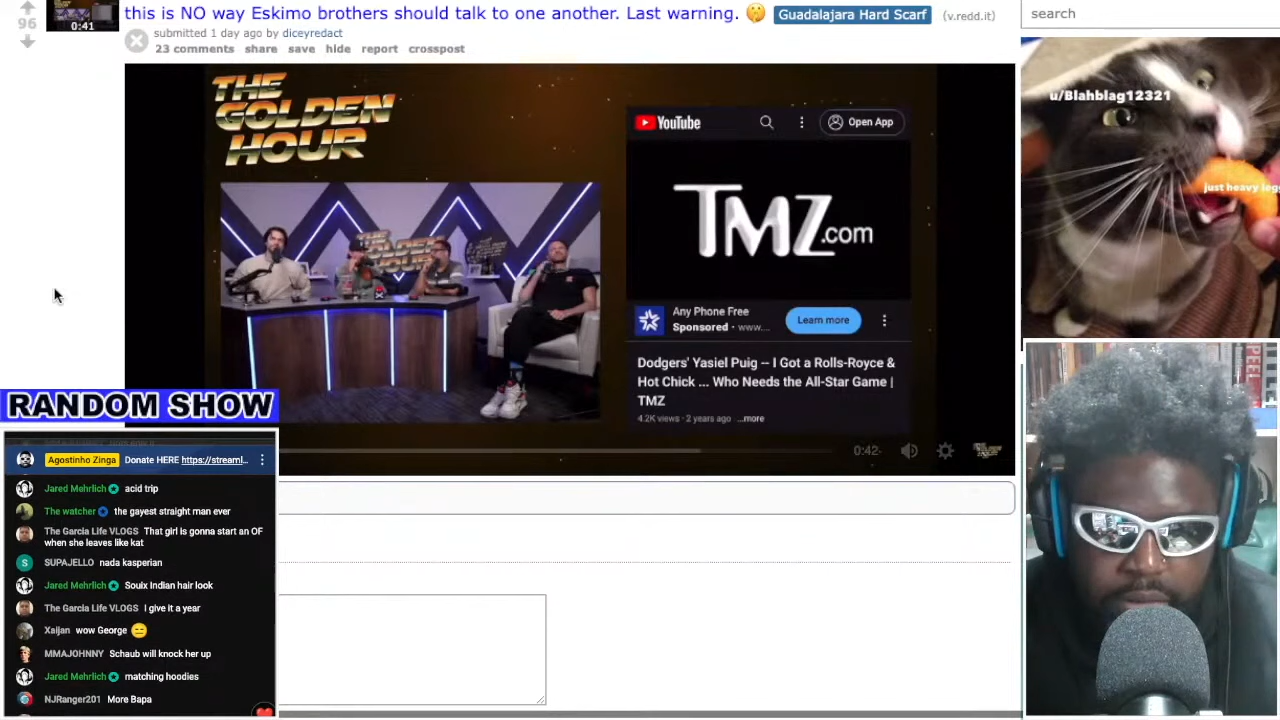 96
0:41
this is NO way Eskimo brothers should talk to one another. Last warning. 🤫 Guadalajara Hard Scarf (v.redd.it)
submitted 1 day ago by diceyredact
23 comments share save hide report crosspost
search
u/Blahblag12321
just heavy leg
THE
GOLDEN
HOUR
YouTube
Open App
TMZ.com
Any Phone Free
Sponsored · www....
Learn more
Dodgers' Yasiel Puig -- I Got a Rolls-Royce &
Hot Chick ... Who Needs the All-Star Game |
TMZ
4.2K views · 2 years ago ...more
0:42
RANDOM SHOW
Agostinho Zinga Donate HERE https://streaml...
Jared Mehrlich acid trip
The watcher the gayest straight man ever
The Garcia Life VLOGS That girl is gonna start an OF
when she leaves like kat
SUPAJELLO nada kasperian
Jared Mehrlich Souix Indian hair look
The Garcia Life VLOGS I give it a year
Xaijan wow George 😑
MMAJOHNNY Schaub will knock her up
Jared Mehrlich matching hoodies
NJRanger201 More Bapa